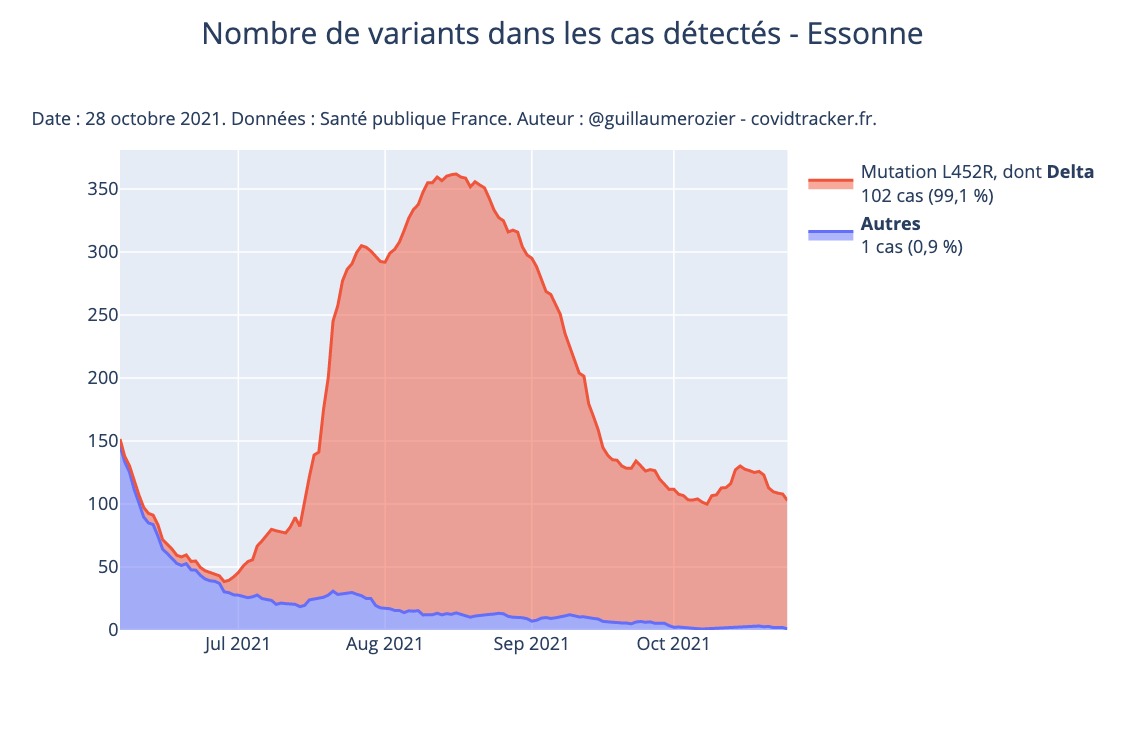 Nombre de variants dans les cas détectés - Essonne
Date : 28 octobre 2021. Données : Santé publique France. Auteur : @guillaumerozier - covidtracker.fr.
Mutation L452R, dont Delta
102 cas (99,1 %)
Autres
1 cas (0,9 %)
350
300
250
200
150
100
50
0
Jul 2021
Aug 2021
Sep 2021
Oct 2021